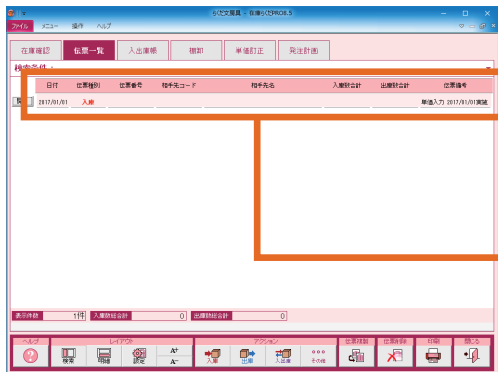 らくだ文房具 - 在庫らくだPRO8.5
ファイル メニュー 操作 ヘルプ
在庫確認 伝票一覧 入出庫帳 棚卸 単価訂正 発注計画
検索条件：
日付 伝票種別 伝票番号 相手先コード 相手先名 入庫数合計 出庫数合計 伝票備考
2017/01/01 入庫 単価入力 2017/01/01実施
表示件数 1件 入庫数総合計 0 出庫数総合計 0
ヘルプ レイアウト アクション 伝票複製 伝票削除 印刷 閉じる
検索 明細 設定 A+ A- 入庫 出庫 入出庫 その他